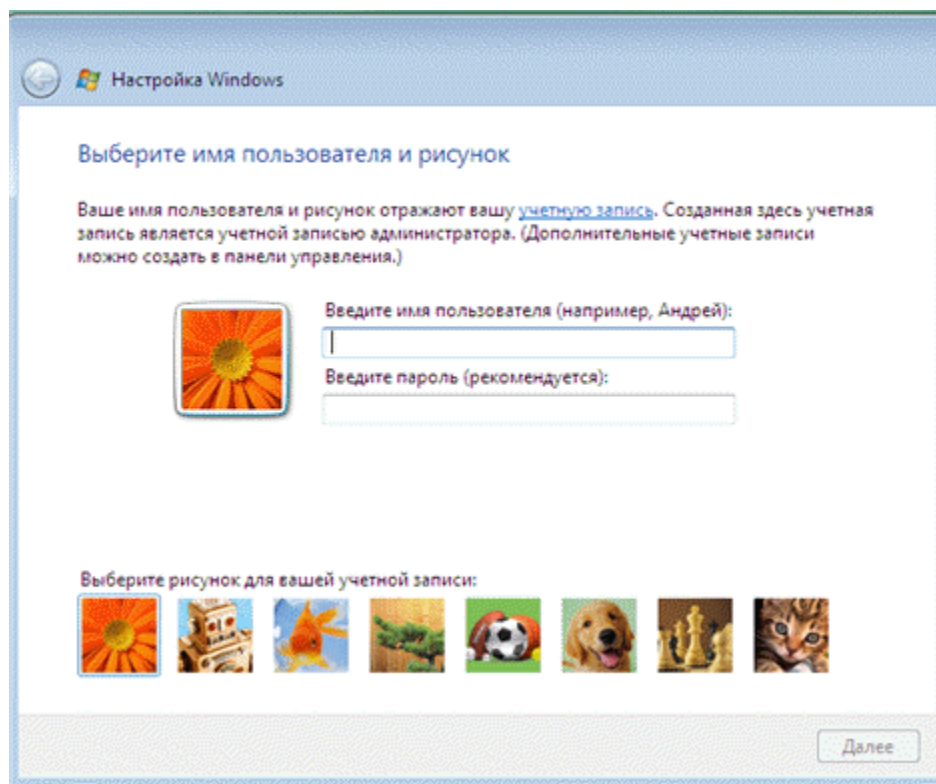 Настройка Windows
Выберите имя пользователя и рисунок
Ваше имя пользователя и рисунок отражают вашу учетную запись. Созданная здесь учетная
запись является учетной записью администратора. (Дополнительные учетные записи
можно создать в панели управления.)
Введите имя пользователя (например, Андрей):
Введите пароль (рекомендуется):
Выберите рисунок для вашей учетной записи:
Далее